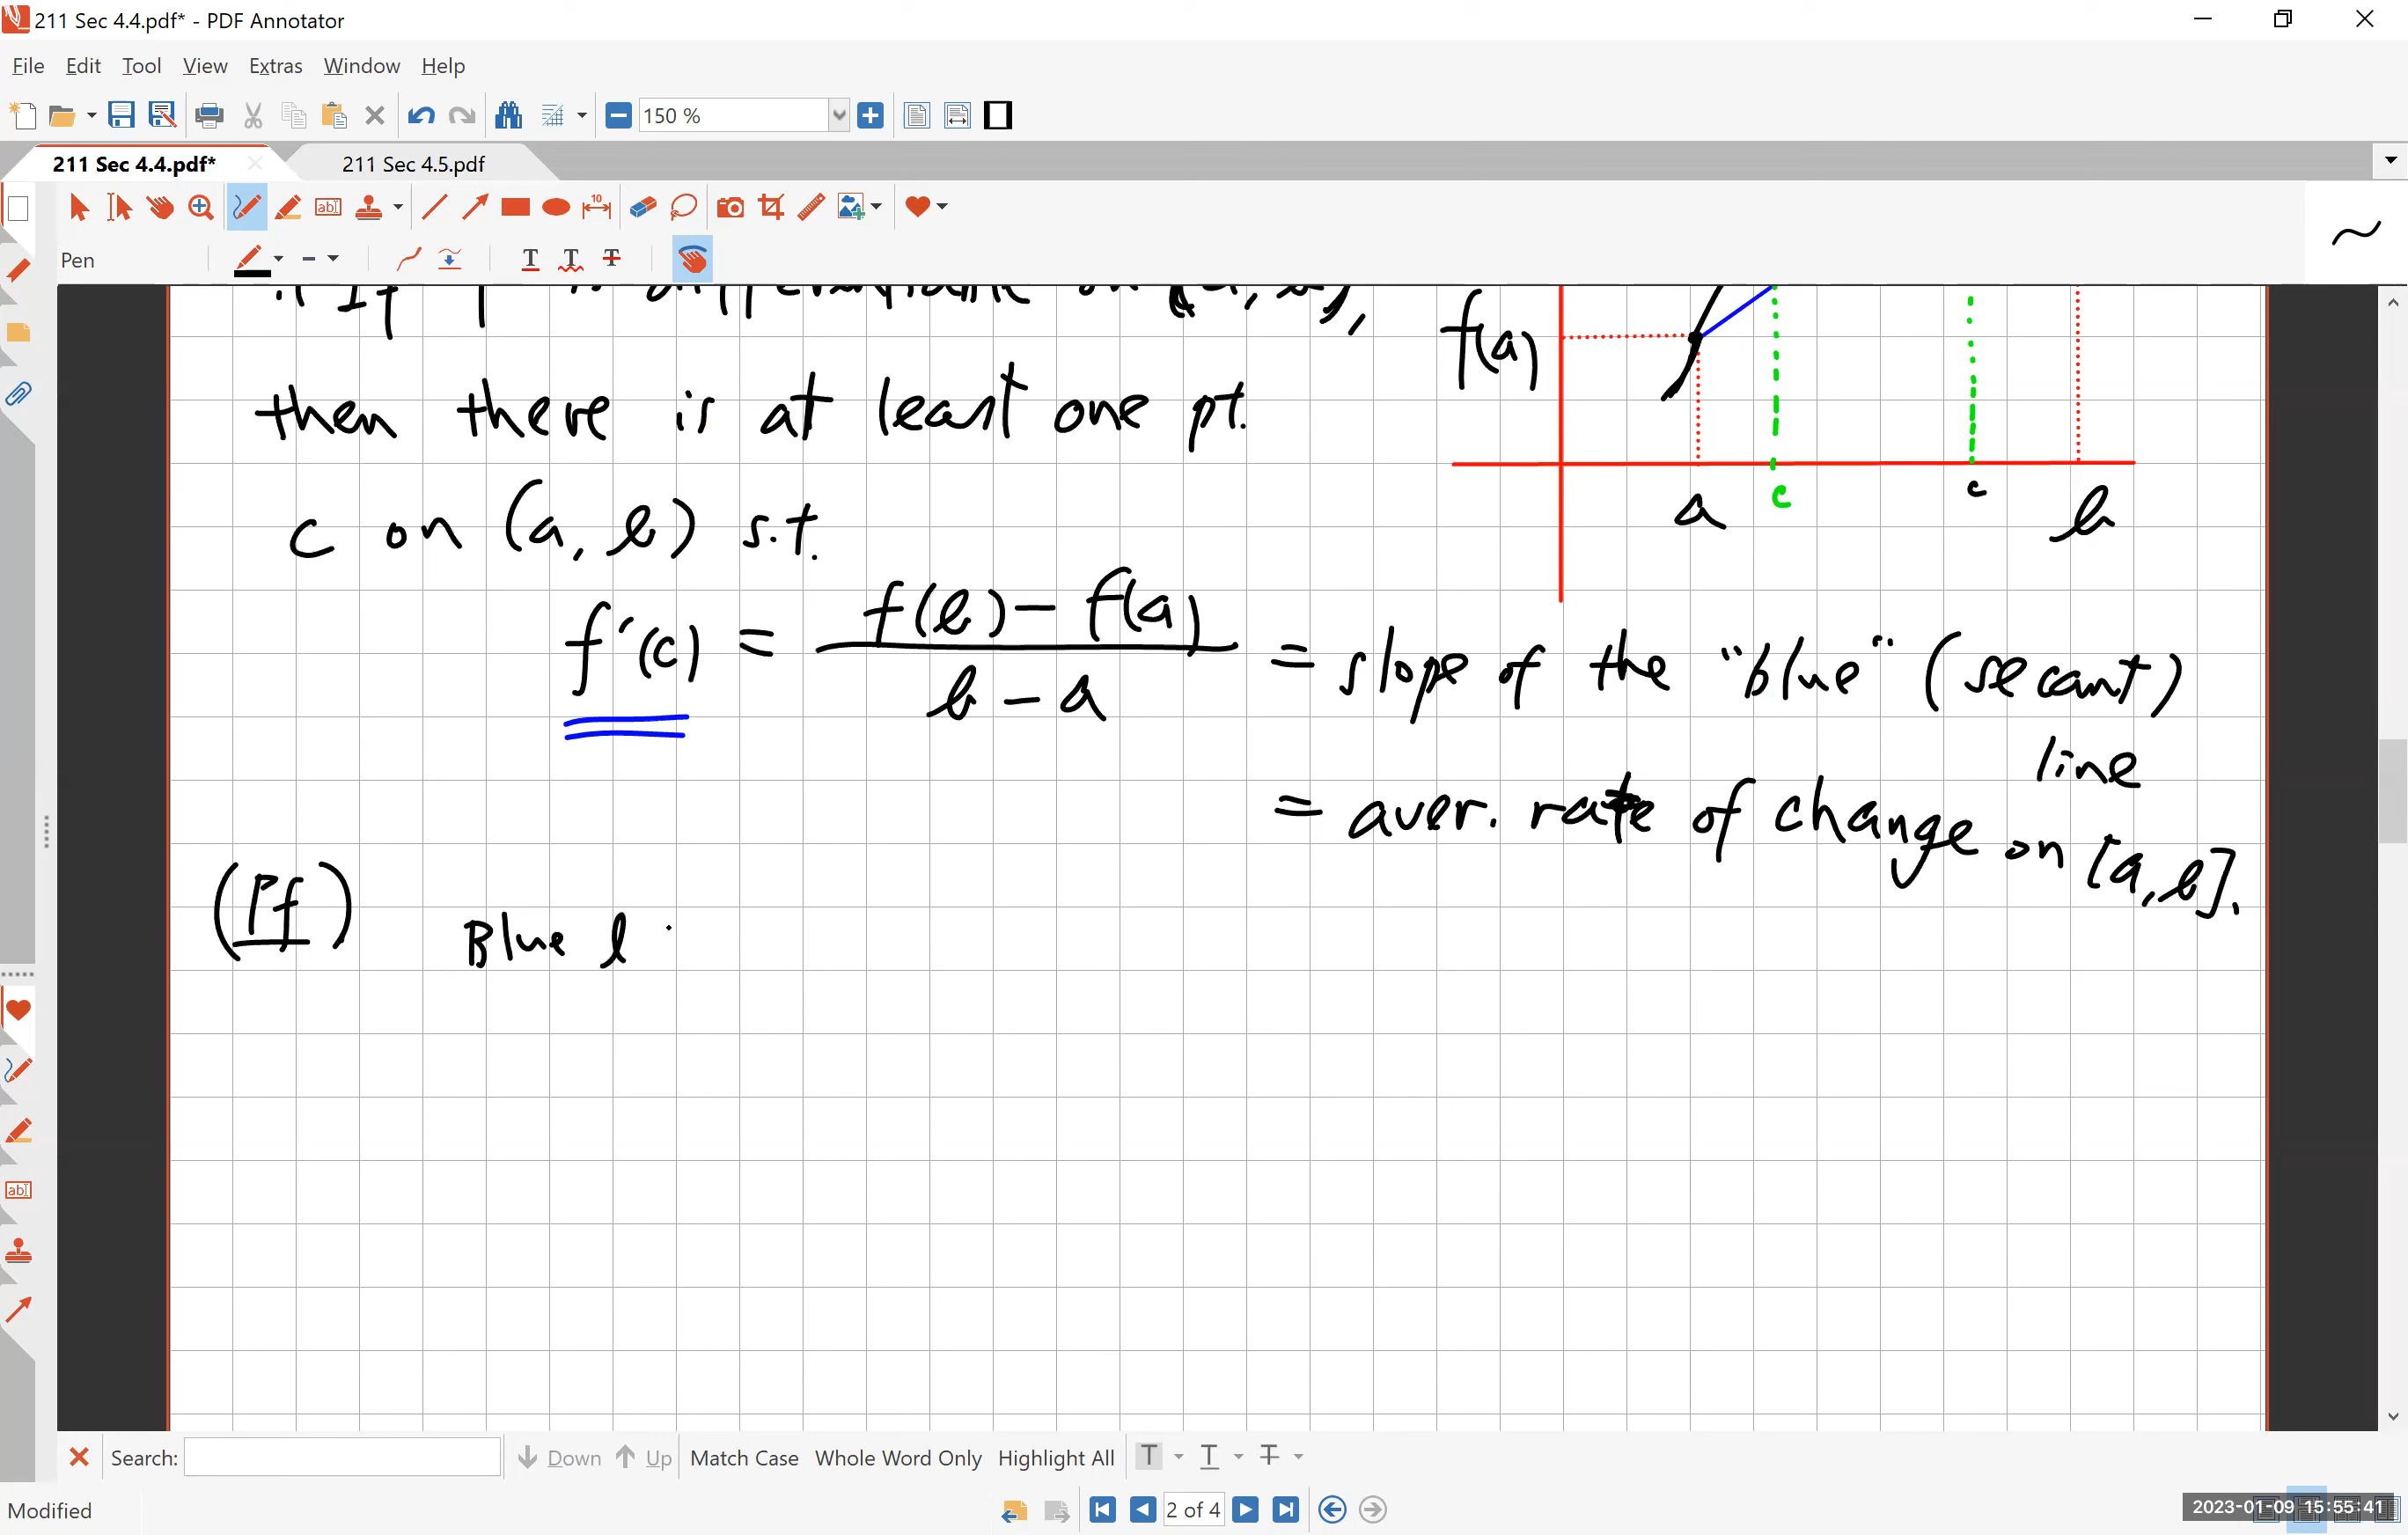 211 Sec 4.4.pdf* - PDF Annotator
File Edit Tool View Extras Window Help
150 %
211 Sec 4.4.pdf* 211 Sec 4.5.pdf
Pen
then there is at least one pt.
c on (a, b) s.t.
f'(c) = f(b) - f(a) / b - a = slope of the "blue" (secant) line
= aver. rate of change on [a, b].
(Pf) Blue l
f(a)
a c c b
Search: Down Up Match Case Whole Word Only Highlight All
Modified
2 of 4
2023-01-09 15:55:41